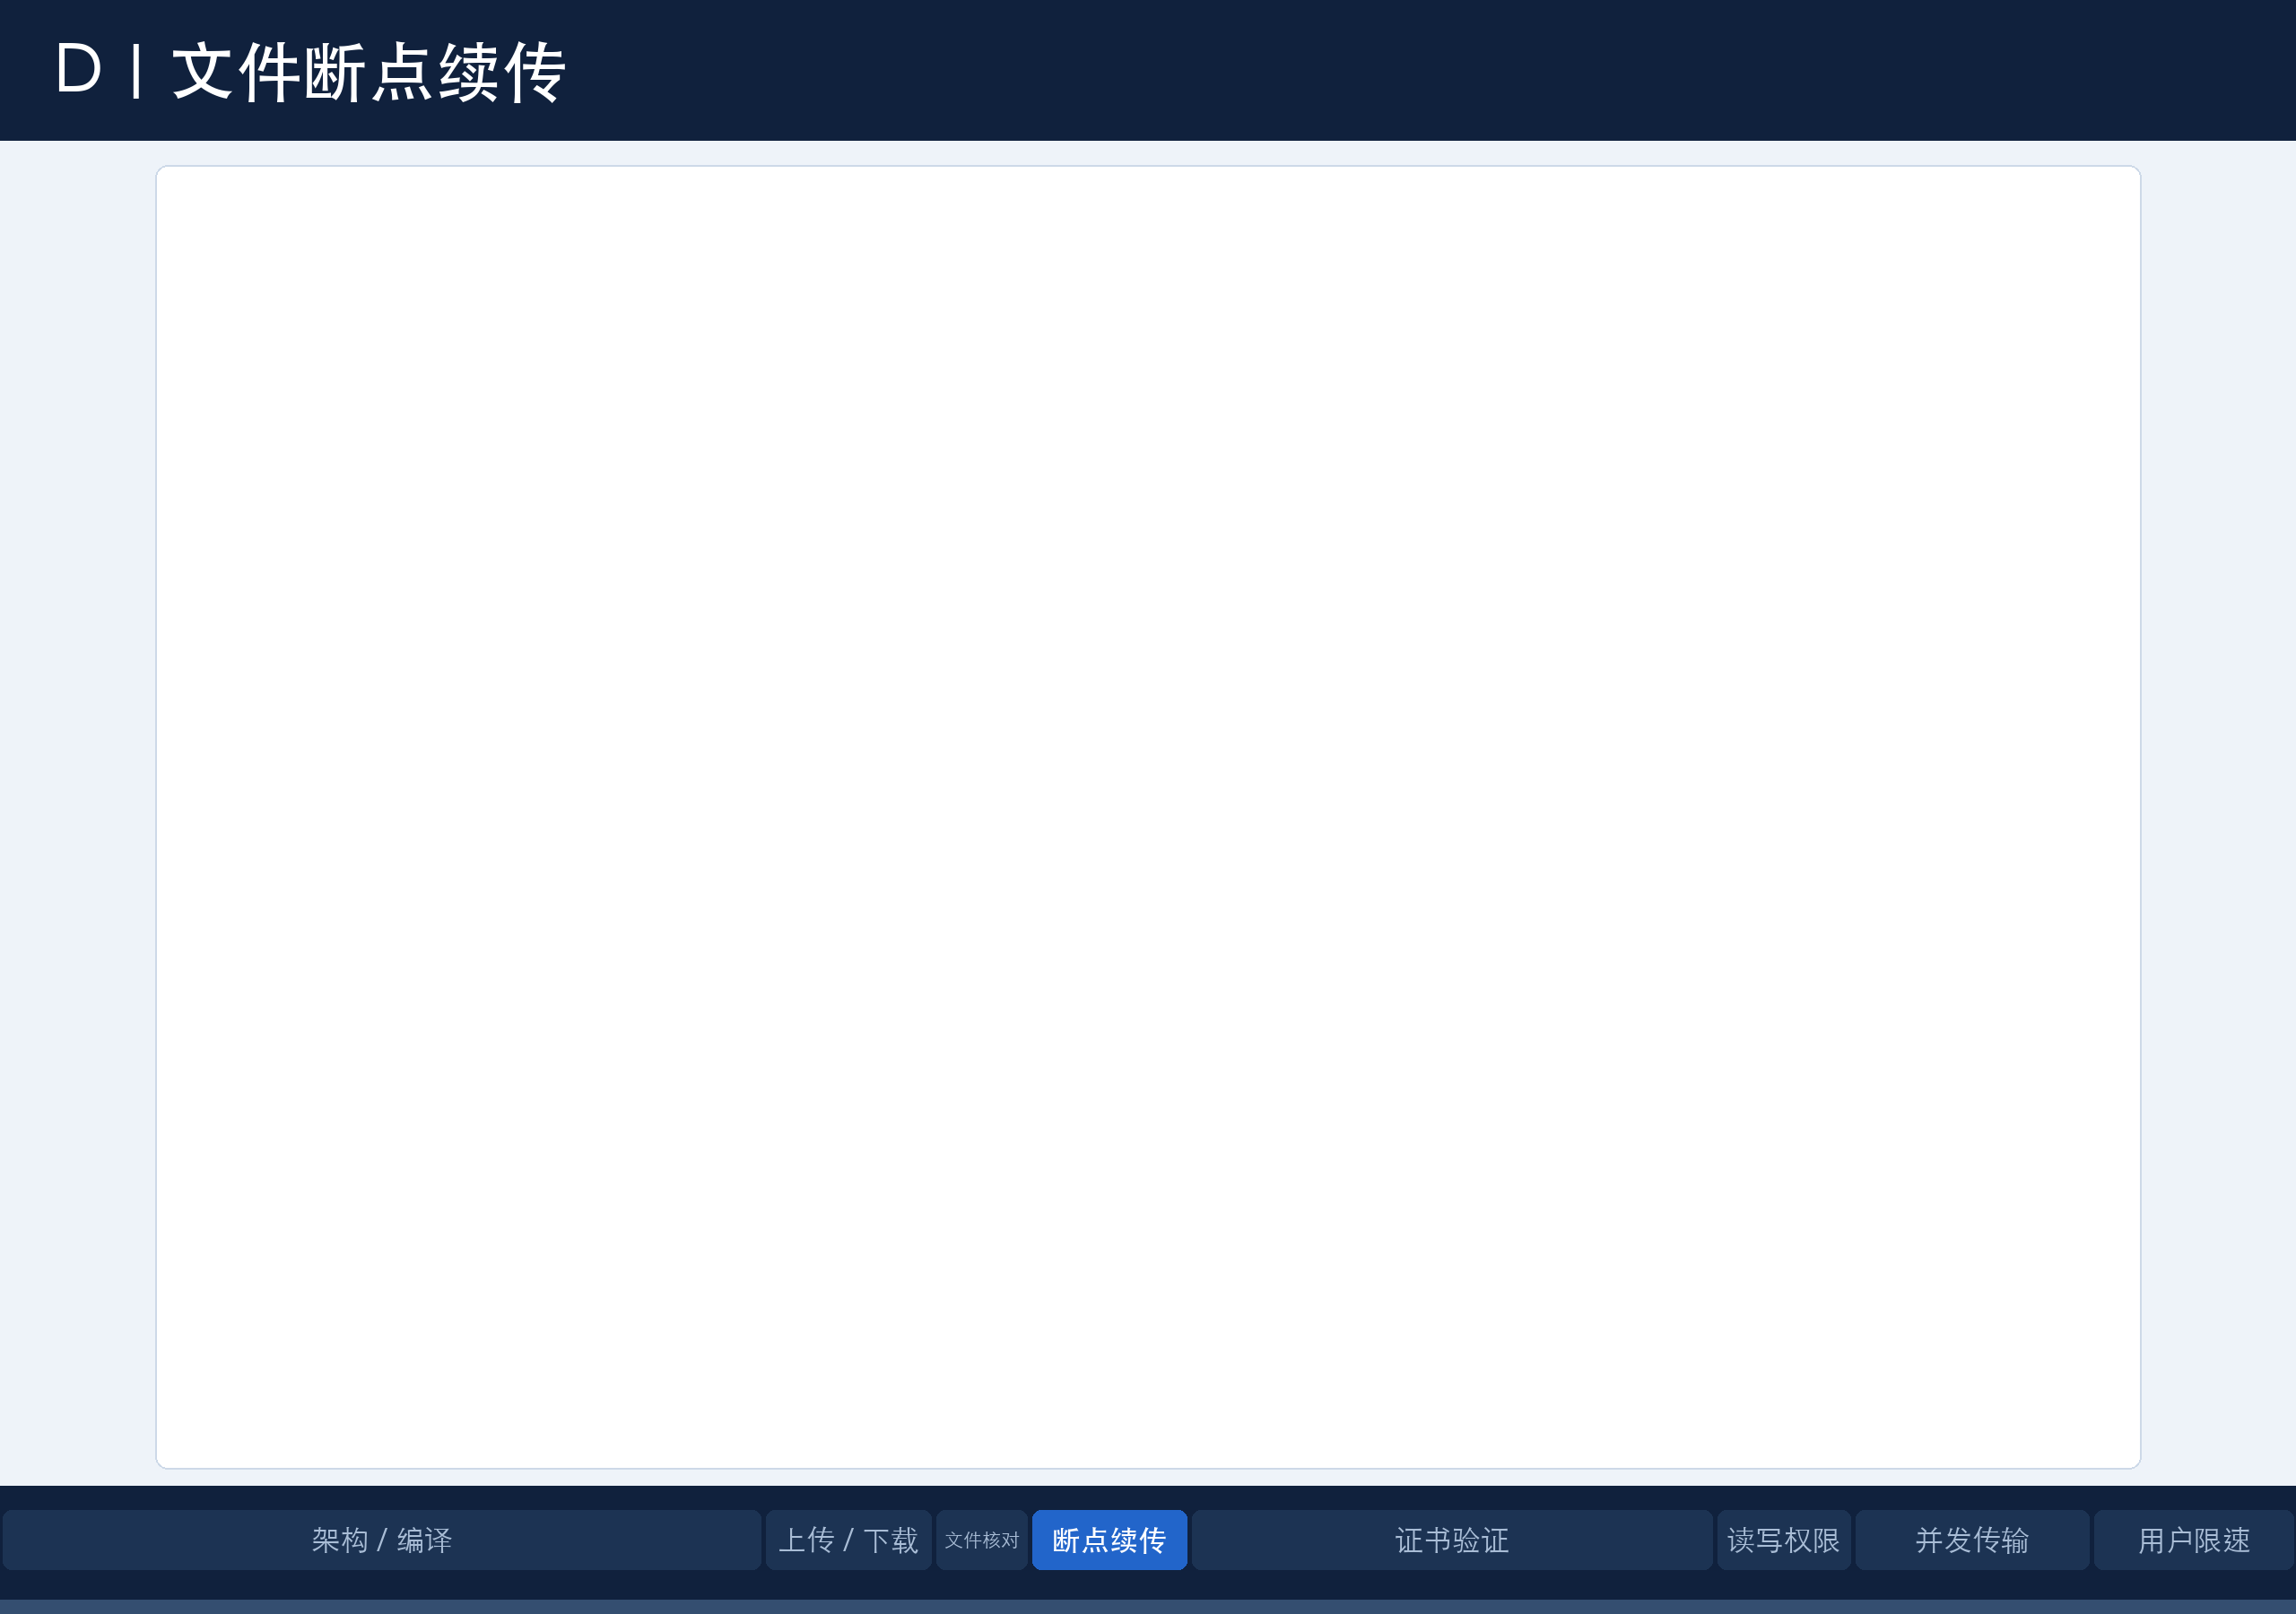 D | 文件断点续传
架构 / 编译
上传 / 下载
文件核对
断点续传
证书验证
读写权限
并发传输
用户限速